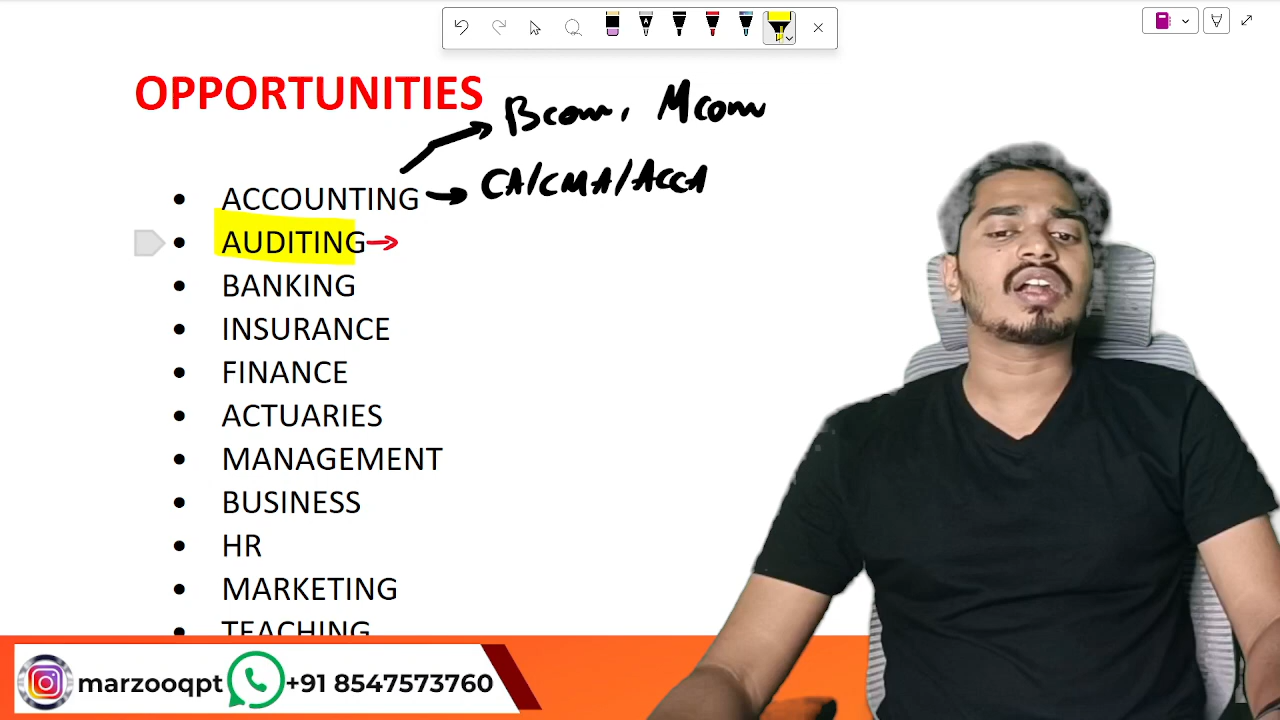 OPPORTUNITIES
Bcom, Mcom
ACCOUNTING
CA/CMA/ACCA
AUDITING
BANKING
INSURANCE
FINANCE
ACTUARIES
MANAGEMENT
BUSINESS
HR
MARKETING
TEACHING
marzooqpt +91 8547573760